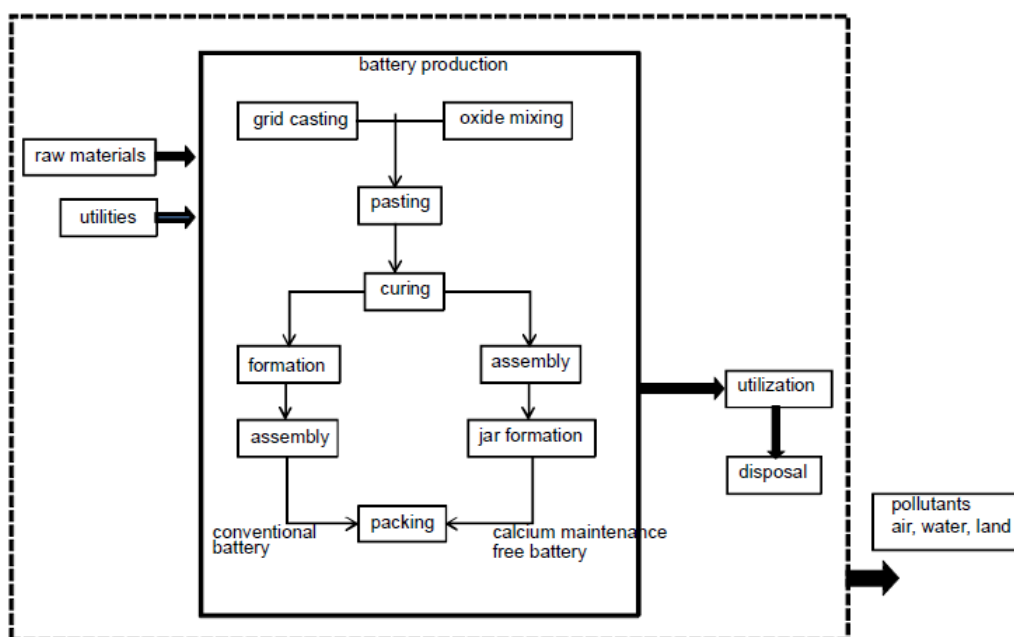 battery production
grid casting
oxide mixing
raw materials
pasting
utilities
curing
formation
assembly
utilization
assembly
jar formation
disposal
packing
conventional
battery
calcium maintenance
free battery
pollutants
air, water, land